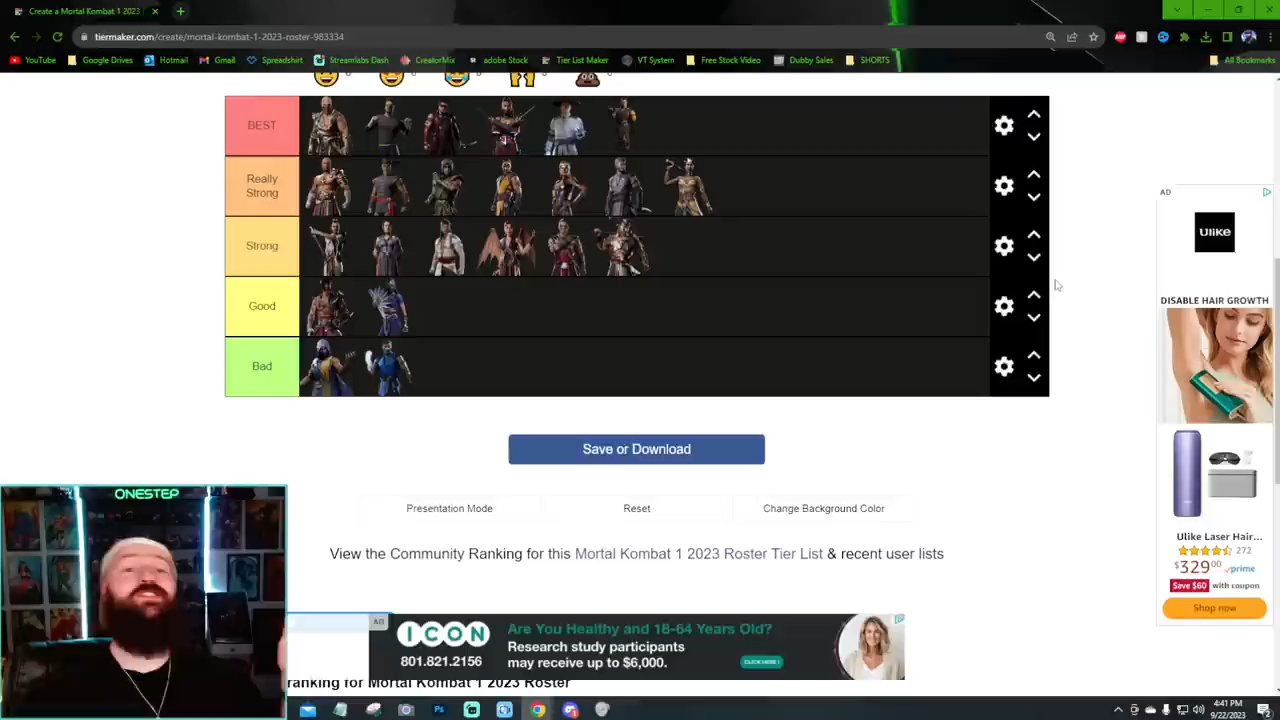 Create a Mortal Kombat 1 2023
tiermaker.com/create/mortal-kombat-1-2023-roster-983334
YouTube Google Drives Hotmail Gmail Spreadshirt Streamlabs Dash CreatorMix adobe Stock Tier List Maker VT System Free Stock Video Dubby Sales SHORTS All Bookmarks
BEST
Really
Strong
Strong
Good
Bad
Save or Download
Presentation Mode Reset Change Background Color
View the Community Ranking for this Mortal Kombat 1 2023 Roster Tier List & recent user lists
AD
Ulike
DISABLE HAIR GROWTH
Ulike Laser Hair...
272
$329.00 prime
Save $60 with coupon
Shop now
ONESTEP
AD
ICON
801.821.2156
Are You Healthy and 18-64 Years Old?
Research study participants
may receive up to $6,000.
CLICK HERE!
ranking for Mortal Kombat 1 2023 Roster
4:41 PM
9/22/2023